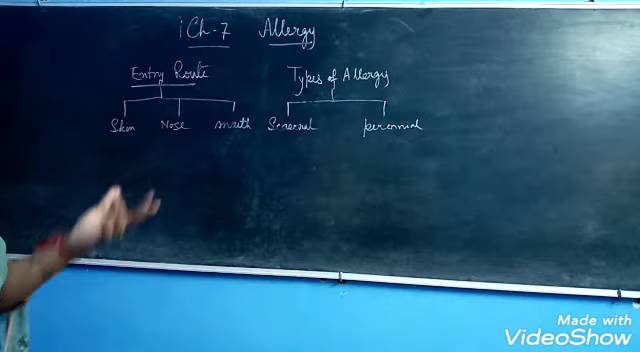 Ch-7 Allergy
Entry Route
Types of Allergy
Skin Nose mouth
Seasonal perennial
Made with
VideoShow